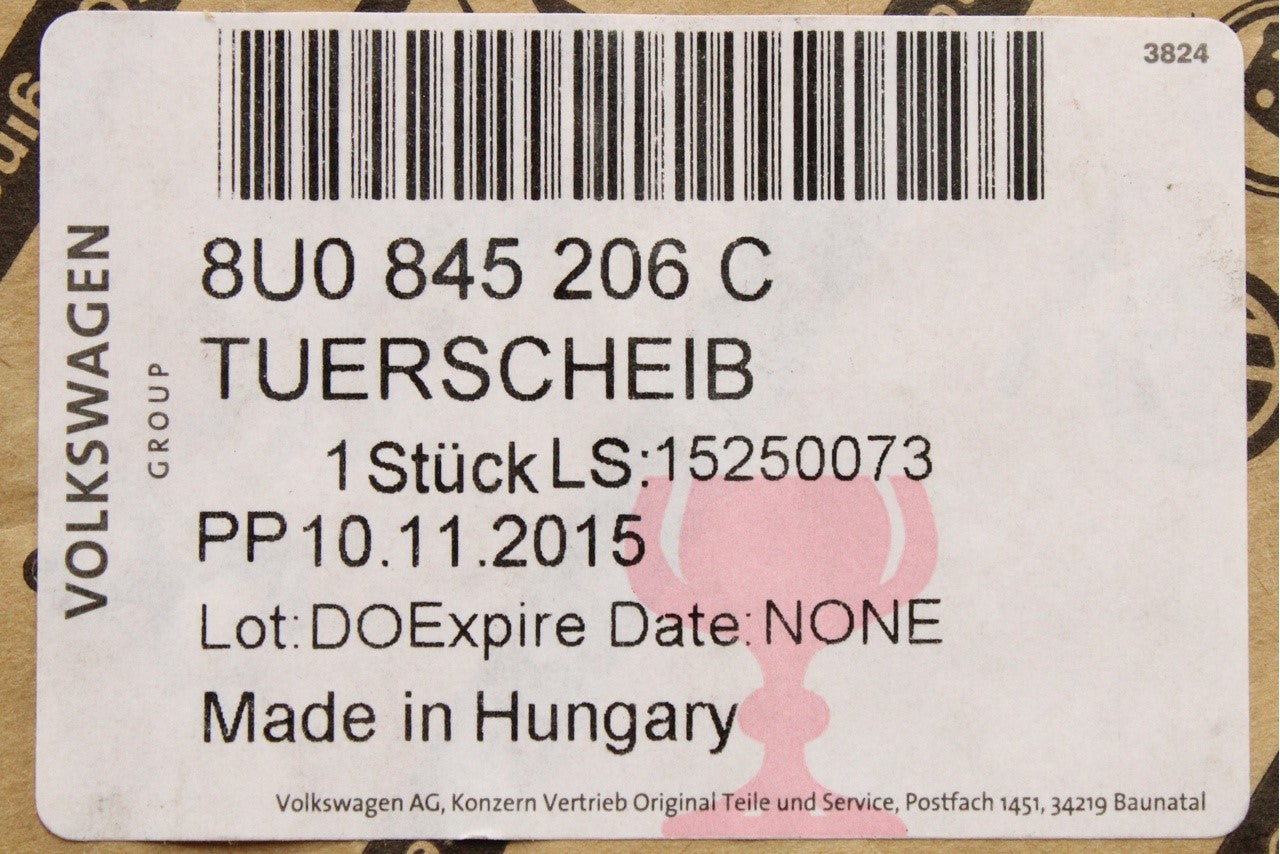 3824
VOLKSWAGEN
GROUP
8U0 845 206 C
TUERSCHEIB
1 Stück LS:15250073
PP 10.11.2015
Lot:DOExpire Date:NONE
Made in Hungary
Volkswagen AG, Konzern Vertrieb Original Teile und Service, Postfach 1451, 34219 Baunatal